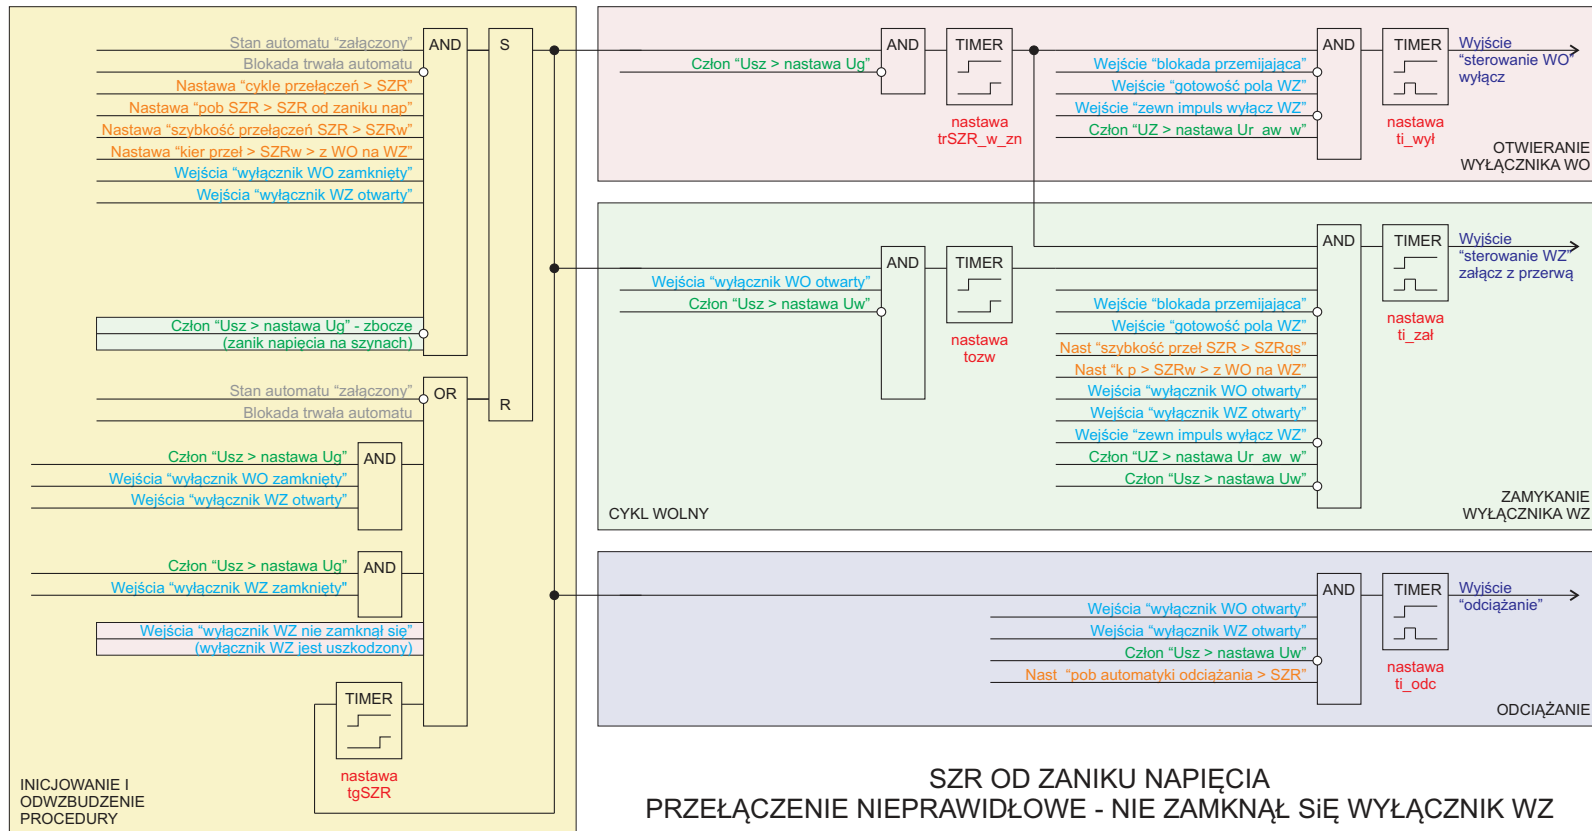 Stan automatu “załączony”
Blokada trwała automatu
Nastawa “cykle przełączeń > SZR”
Nastawa “pob SZR > SZR od zaniku nap”
Nastawa “szybkość przełączeń SZR > SZRw”
Nastawa “kier przeł > SZRw > z WO na WZ”
Wejścia “wyłącznik WO zamknięty”
Wejścia “wyłącznik WZ otwarty”
AND
S
Człon “Usz > nastawa Ug” - zbocze
(zanik napięcia na szynach)
Stan automatu “załączony”
Blokada trwała automatu
OR
R
Człon “Usz > nastawa Ug”
Wejścia “wyłącznik WO zamknięty”
Wejścia “wyłącznik WZ otwarty”
AND
Człon “Usz > nastawa Ug”
Wejścia “wyłącznik WZ zamknięty”
AND
Wejścia “wyłącznik WZ nie zamknął się”
(wyłącznik WZ jest uszkodzony)
TIMER
nastawa
tgSZR
INICJOWANIE I
ODWZBUDZENIE
PROCEDURY
Człon “Usz > nastawa Ug”
AND
TIMER
nastawa
trSZR_w_zn
Wejście “blokada przemijająca”
Wejście “gotowość pola WZ”
Wejście “zewn impuls wyłącz WZ”
Człon “UZ > nastawa Ur aw w”
AND
TIMER
nastawa
ti_wył
Wyjście
“sterowanie WO”
wyłącz
OTWIERANIE
WYŁĄCZNIKA WO
Wejścia “wyłącznik WO otwarty”
Człon “Usz > nastawa Uw”
AND
TIMER
nastawa
tozw
Wejście “blokada przemijająca”
Wejście “gotowość pola WZ”
Nast “szybkość przeł SZR > SZRqs”
Nast “k p > SZRw > z WO na WZ”
Wejścia “wyłącznik WO otwarty”
Wejścia “wyłącznik WZ otwarty”
Wejście “zewn impuls wyłącz WZ”
Człon “UZ > nastawa Ur aw w”
Człon “Usz > nastawa Uw”
AND
TIMER
nastawa
ti_zał
Wyjście
“sterowanie WZ”
załącz z przerwą
CYKL WOLNY
ZAMYKANIE
WYŁĄCZNIKA WZ
Wejścia “wyłącznik WO otwarty”
Wejścia “wyłącznik WZ otwarty”
Człon “Usz > nastawa Uw”
Nast “pob automatyki odciążania > SZR”
AND
TIMER
nastawa
ti_odc
Wyjście
“odciążanie”
ODCIĄŻANIE
SZR OD ZANIKU NAPIĘCIA
PRZEŁĄCZENIE NIEPRAWIDŁOWE - NIE ZAMKNĄŁ SiĘ WYŁĄCZNIK WZ